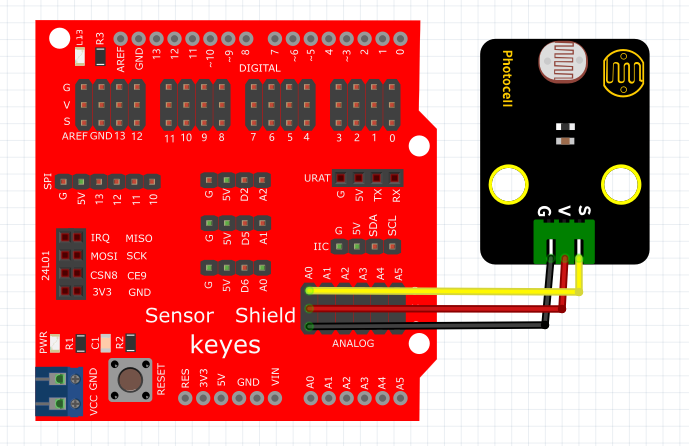 L13
R3
AREF
GND
13
12
11
~10
~9
8
7
~6
~5
4
~3
2
1
0
DIGITAL
G
V
S
AREF GND 13 12
11 10 9 8
7 6 5 4
3 2 1 0
SPI
G
5V
13
12
11
10
G
5V
D2
A2
G
5V
D5
A1
G
5V
D6
A0
URAT
G
5V
TX
RX
G
5V
SDA
SCL
IIC
24L01
IRQ MISO
MOSI SCK
CSN8 CE9
3V3 GND
A0
A1
A2
A3
A4
A5
ANALOG
Sensor Shield
keyes
PWR
R1
C1
R2
RESET
VCC GND
RES
3V3
5V
GND
VIN
A0
A1
A2
A3
A4
A5
Photocell
G
V
S